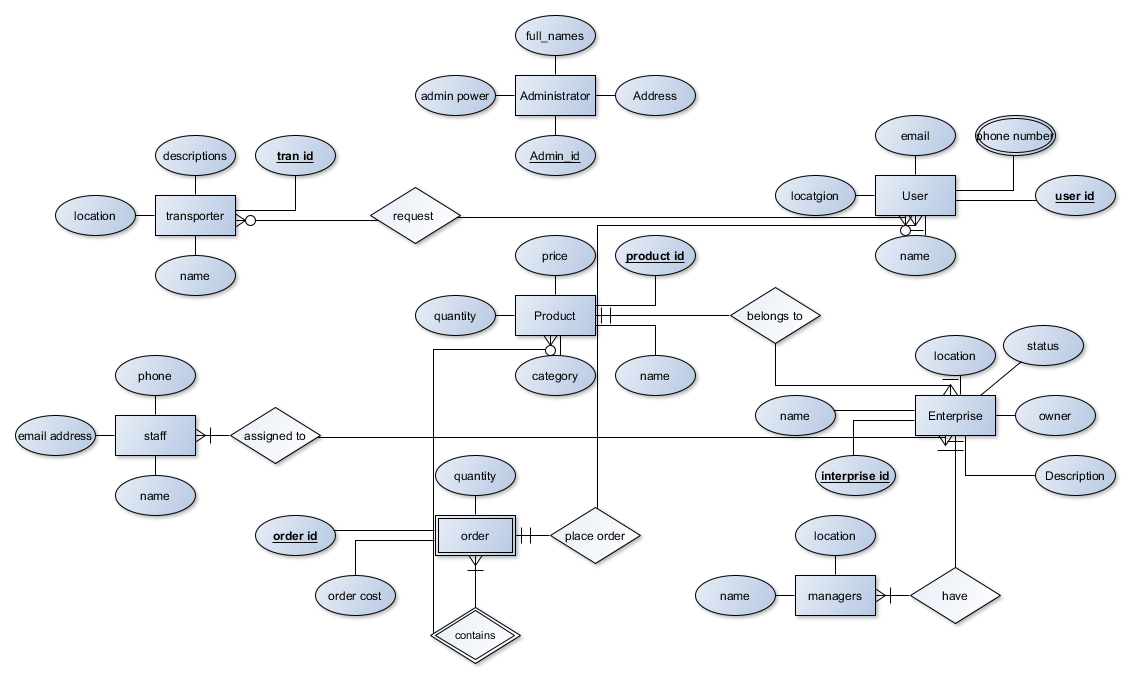 full_names
admin power
Administrator
Address
Admin_id
email
phone number
descriptions
tran id
locatgion
User
user id
location
transporter
request
name
name
price
product id
quantity
Product
belongs to
category
name
location
status
phone
name
Enterprise
owner
email address
staff
assigned to
name
quantity
interprise id
Description
order id
order
place order
location
order cost
name
managers
have
contains